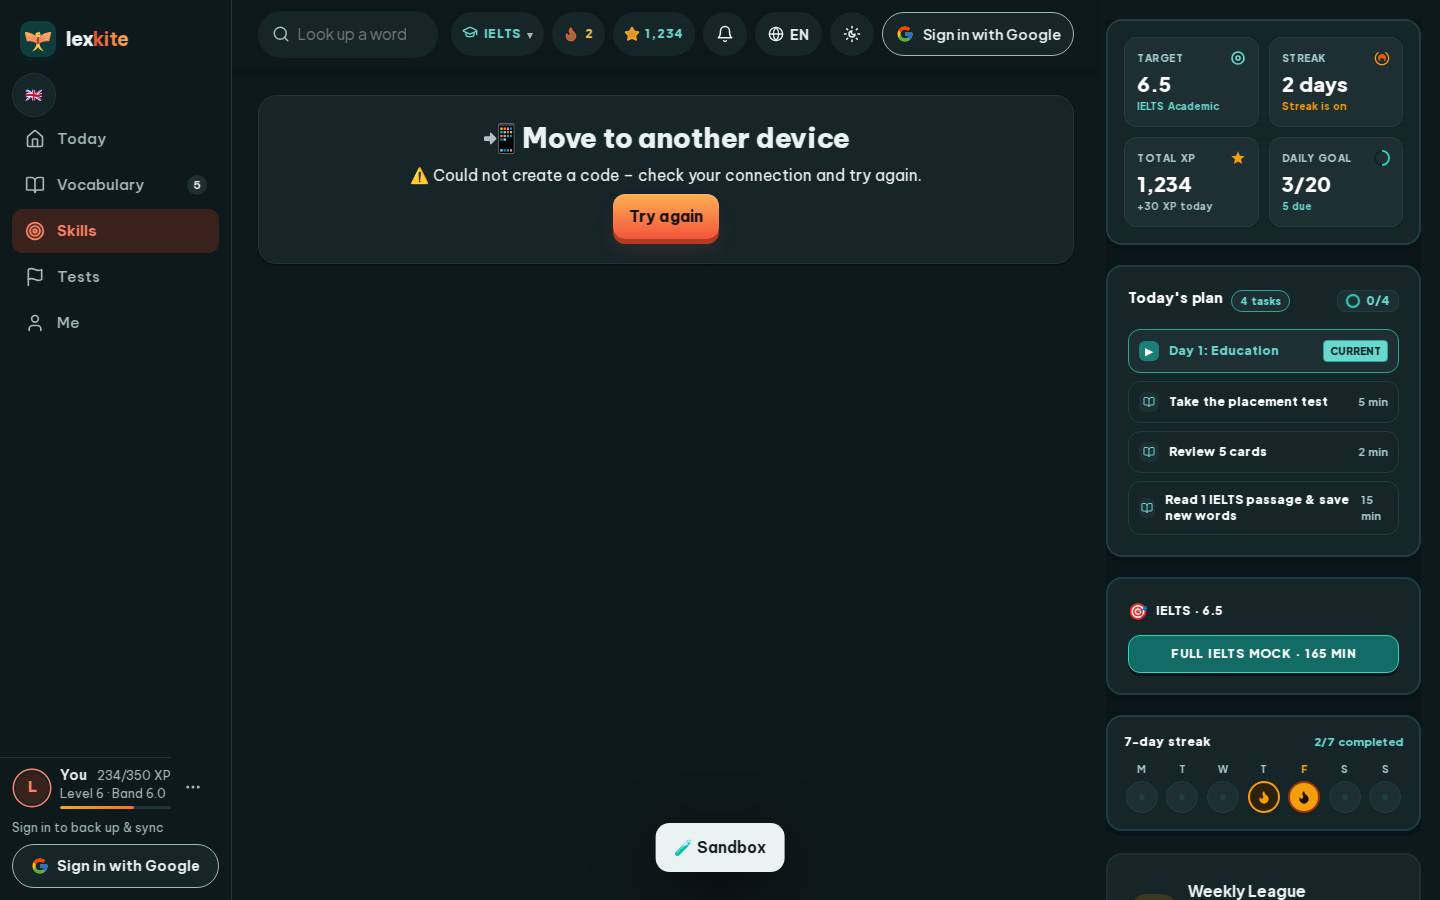 lexkite
Today
Vocabulary 5
Skills
Tests
Me
You 234/350 XP
Level 6 · Band 6.0
Sign in to back up & sync
Sign in with Google
Look up a word
IELTS ▾
2
1,234
EN
Sign in with Google
📲 Move to another device
⚠️ Could not create a code – check your connection and try again.
Try again
🧪 Sandbox
TARGET
6.5
IELTS Academic
STREAK
2 days
Streak is on
TOTAL XP
1,234
+30 XP today
DAILY GOAL
3/20
5 due
Today's plan 4 tasks 0/4
Day 1: Education CURRENT
Take the placement test 5 min
Review 5 cards 2 min
Read 1 IELTS passage & save 15
new words min
🎯 IELTS · 6.5
FULL IELTS MOCK · 165 MIN
7-day streak 2/7 completed
M T W T F S S
Weekly League
L